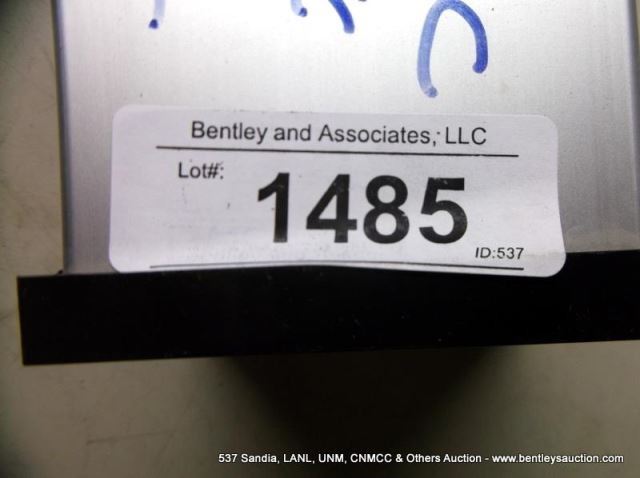 Bentley and Associates, LLC
Lot#:
1485
ID:537
537 Sandia, LANL, UNM, CNMCC & Others Auction - www.bentleysauction.com